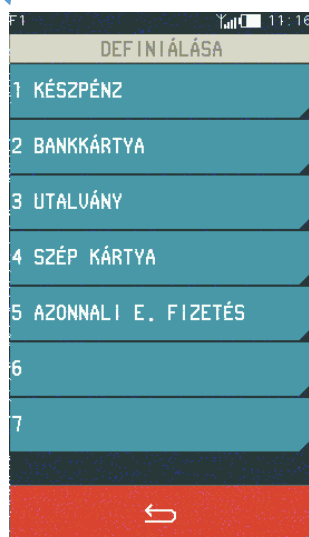 F1 11:16
DEFINIÁLÁSA
1 KÉSZPÉNZ
2 BANKKÁRTYA
3 UTALVÁNY
4 SZÉP KÁRTYA
5 AZONNALI E. FIZETÉS
6
7